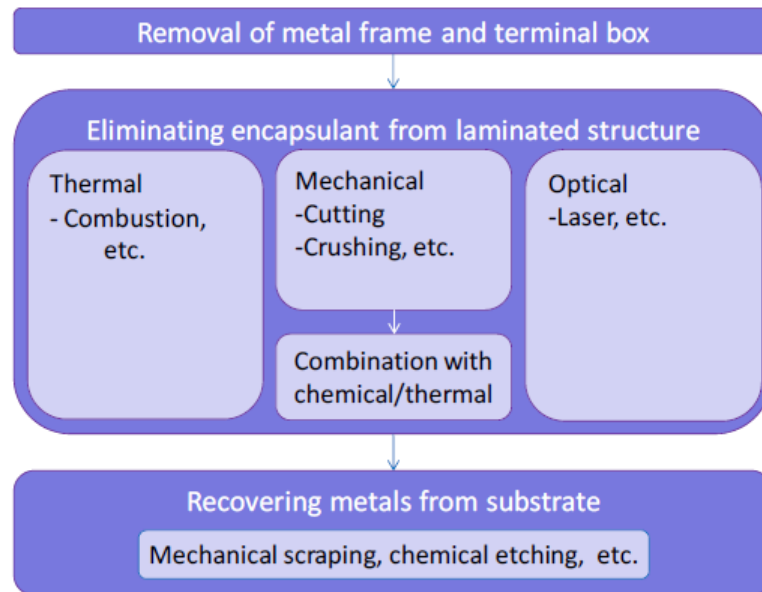 Removal of metal frame and terminal box
Eliminating encapsulant from laminated structure
Thermal
- Combustion,
etc.
Mechanical
-Cutting
-Crushing, etc.
Combination with
chemical/thermal
Optical
-Laser, etc.
Recovering metals from substrate
Mechanical scraping, chemical etching, etc.